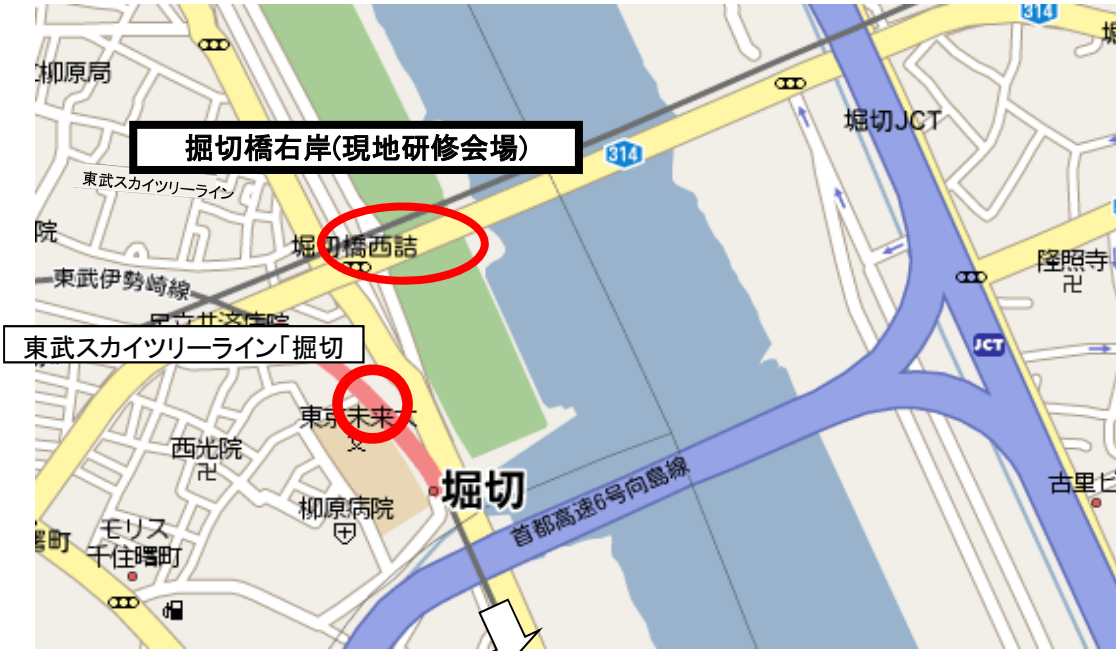 314
堀
柳原局
堀切JCT
掘切橋右岸(現地研修会場)
314
東武スカイツリーライン
院
堀切橋西詰
隆照寺
東武伊勢崎線
足立共済病院
東武スカイツリーライン「掘切
JCT
東京未来大
西光院
堀切
首都高速6号向島線
古里ビ
柳原病院
モリス
千住曙町
曙町